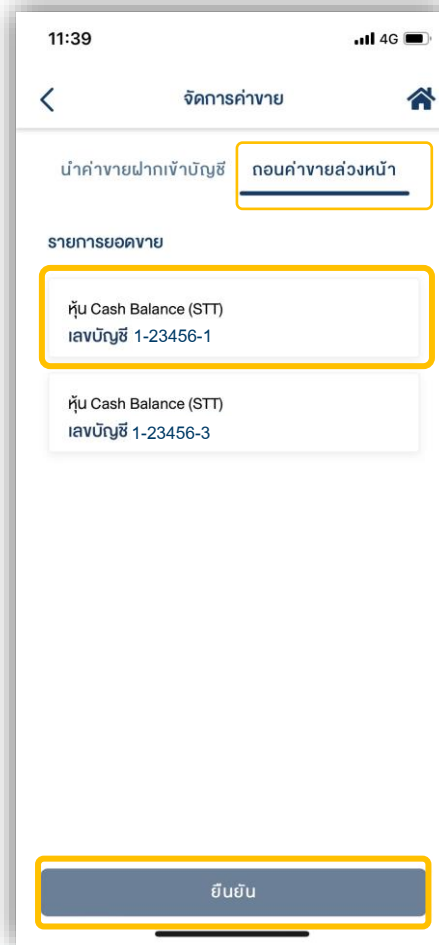 11:39 4G
จัดการค่าขาย
นำค่าขายฝากเข้าบัญชี ถอนค่าขายล่วงหน้า
รายการยอดขาย
หุ้น Cash Balance (STT)
เลขบัญชี 1-23456-1
หุ้น Cash Balance (STT)
เลขบัญชี 1-23456-3
ยืนยัน